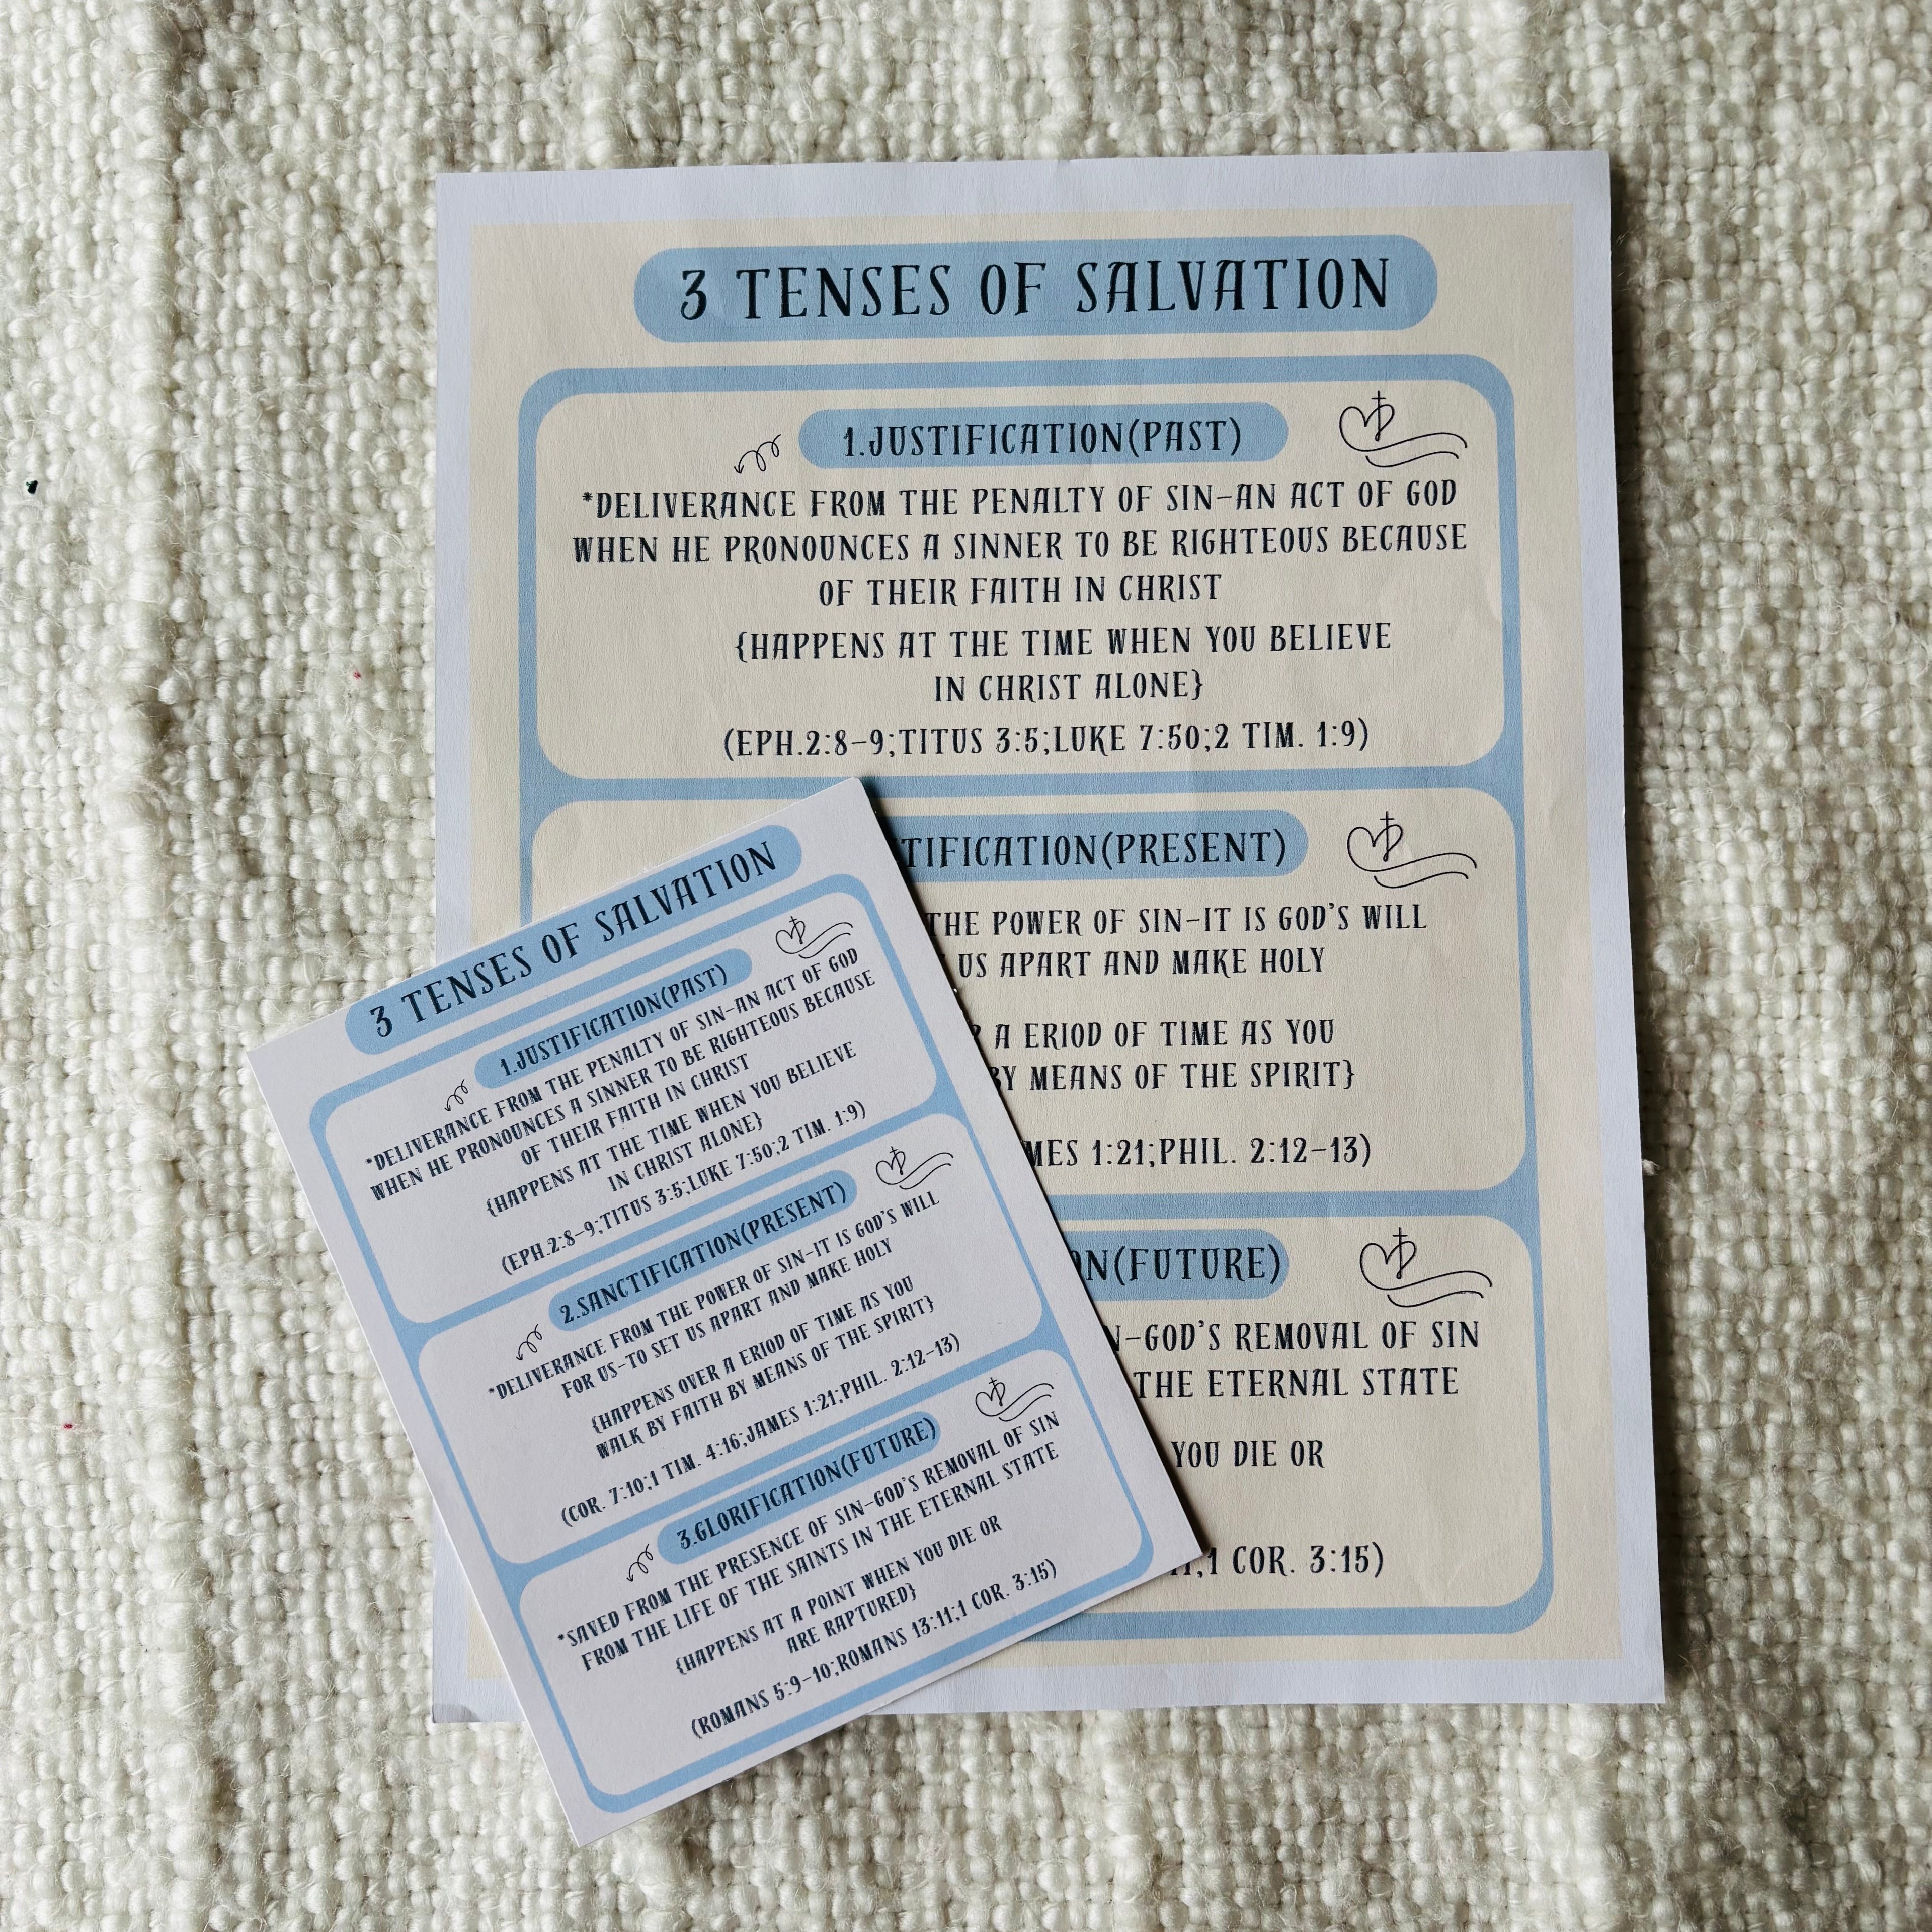 3 TENSES OF SALVATION
1.JUSTIFICATION(PAST)
*DELIVERANCE FROM THE PENALTY OF SIN-AN ACT OF GOD
WHEN HE PRONOUNCES A SINNER TO BE RIGHTEOUS BECAUSE
OF THEIR FAITH IN CHRIST
{HAPPENS AT THE TIME WHEN YOU BELIEVE
IN CHRIST ALONE}
(EPH.2:8-9;TITUS 3:5;LUKE 7:50;2 TIM. 1:9)
TIFICATION(PRESENT)
THE POWER OF SIN-IT IS GOD'S WILL
US APART AND MAKE HOLY
A ERIOD OF TIME AS YOU
BY MEANS OF THE SPIRIT}
MES 1:21;PHIL. 2:12-13)
ON(FUTURE)
N-GOD'S REMOVAL OF SIN
THE ETERNAL STATE
YOU DIE OR
11;1 COR. 3:15)
3 TENSES OF SALVATION
1.JUSTIFICATION(PAST)
*DELIVERANCE FROM THE PENALTY OF SIN-AN ACT OF GOD
WHEN HE PRONOUNCES A SINNER TO BE RIGHTEOUS BECAUSE
OF THEIR FAITH IN CHRIST
{HAPPENS AT THE TIME WHEN YOU BELIEVE
IN CHRIST ALONE}
(EPH.2:8-9;TITUS 3:5;LUKE 7:50;2 TIM. 1:9)
2.SANCTIFICATION(PRESENT)
*DELIVERANCE FROM THE POWER OF SIN-IT IS GOD'S WILL
FOR US-TO SET US APART AND MAKE HOLY
{HAPPENS OVER A ERIOD OF TIME AS YOU
WALK BY FAITH BY MEANS OF THE SPIRIT}
(COR. 7:10;1 TIM. 4:16;JAMES 1:21;PHIL. 2:12-13)
3.GLORIFICATION(FUTURE)
*SAVED FROM THE PRESENCE OF SIN-GOD'S REMOVAL OF SIN
FROM THE LIFE OF THE SAINTS IN THE ETERNAL STATE
{HAPPENS AT A POINT WHEN YOU DIE OR
ARE RAPTURED}
(ROMANS 5:9-10;ROMANS 13:11;1 COR. 3:15)